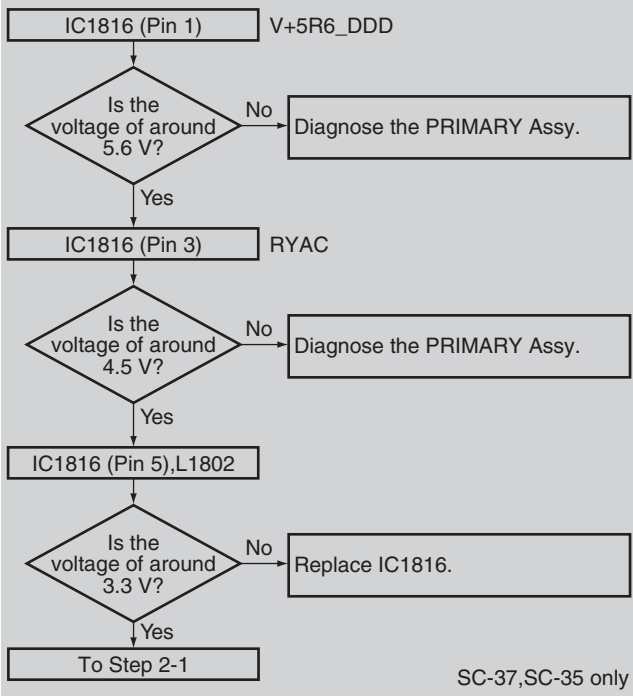 IC1816 (Pin 1) V+5R6_DDD
Is the
voltage of around
5.6 V?
No
Diagnose the PRIMARY Assy.
Yes
IC1816 (Pin 3) RYAC
Is the
voltage of around
4.5 V?
No
Diagnose the PRIMARY Assy.
Yes
IC1816 (Pin 5),L1802
Is the
voltage of around
3.3 V?
No
Replace IC1816.
Yes
To Step 2-1
SC-37,SC-35 only